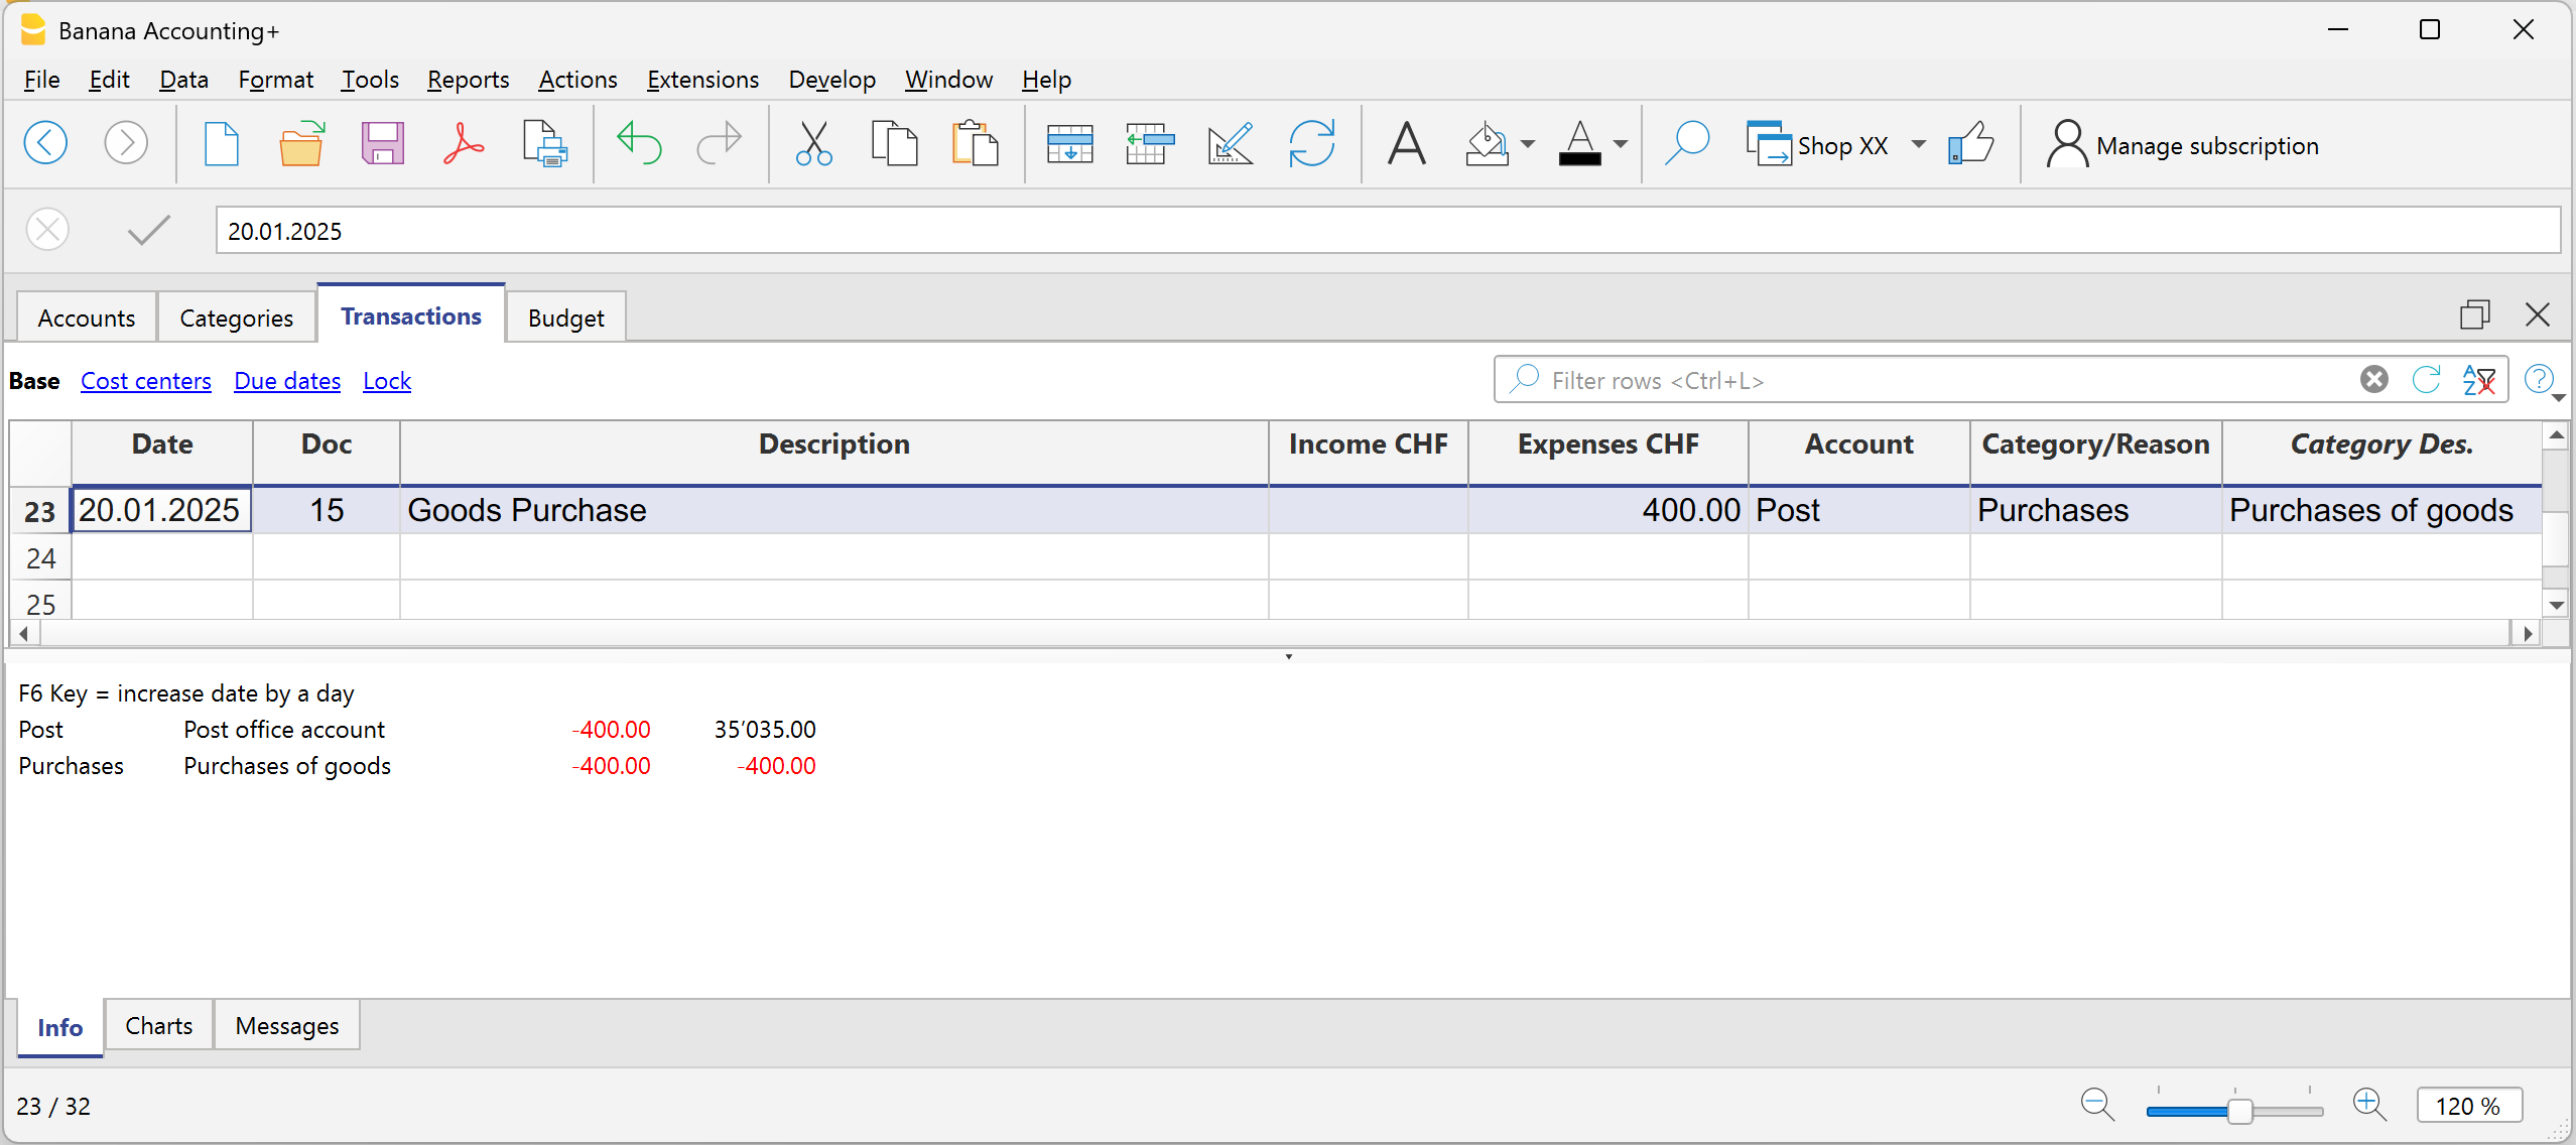 Banana Accounting+
File Edit Data Format Tools Reports Actions Extensions Develop Window Help
Shop XX Manage subscription
20.01.2025
Accounts Categories Transactions Budget
Base Cost centers Due dates Lock Filter rows <Ctrl+L>
Date Doc Description Income CHF Expenses CHF Account Category/Reason Category Des.
23 20.01.2025 15 Goods Purchase 400.00 Post Purchases Purchases of goods
24
25
F6 Key = increase date by a day
Post Post office account -400.00 35’035.00
Purchases Purchases of goods -400.00 -400.00
Info Charts Messages
23 / 32 120 %